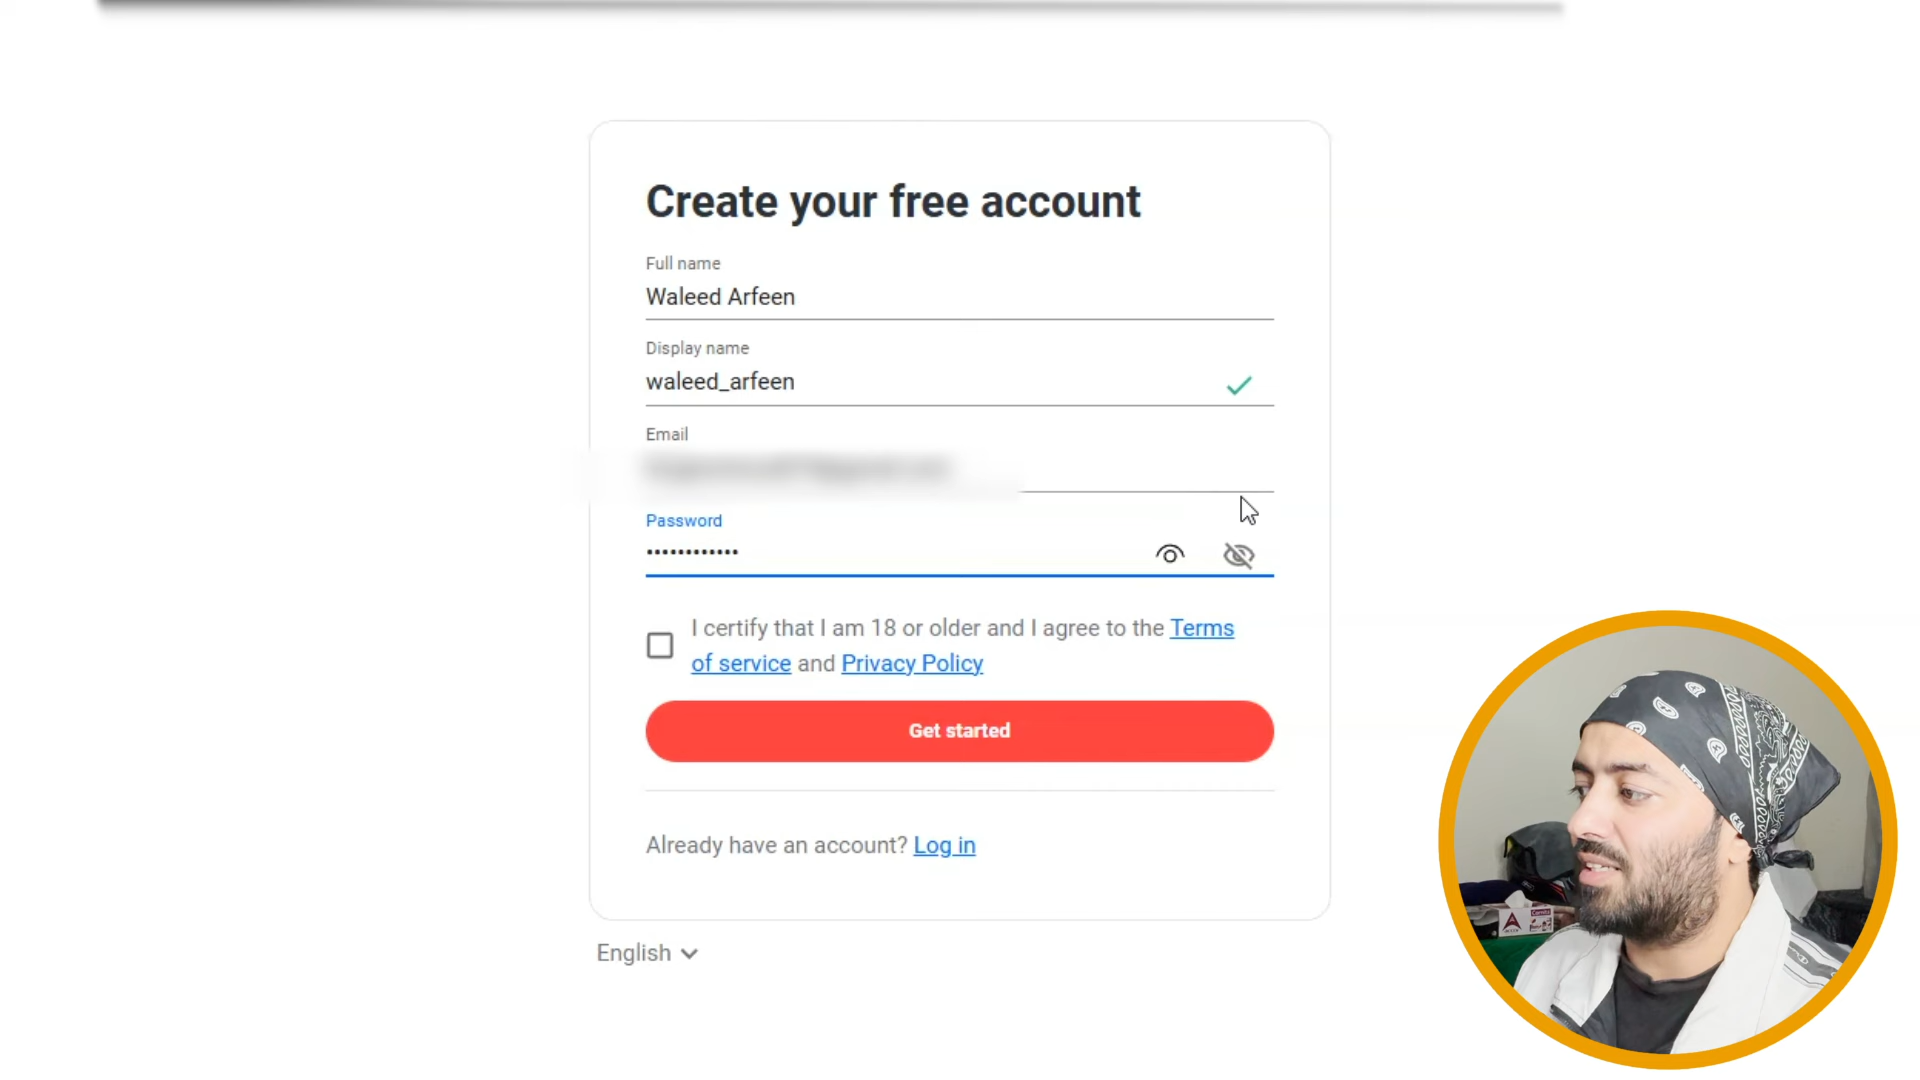 Create your free account
Full name
Waleed Arfeen
Display name
waleed_arfeen
Email
Password
••••••••••••
I certify that I am 18 or older and I agree to the Terms
of service and Privacy Policy
Get started
Already have an account? Log in
English